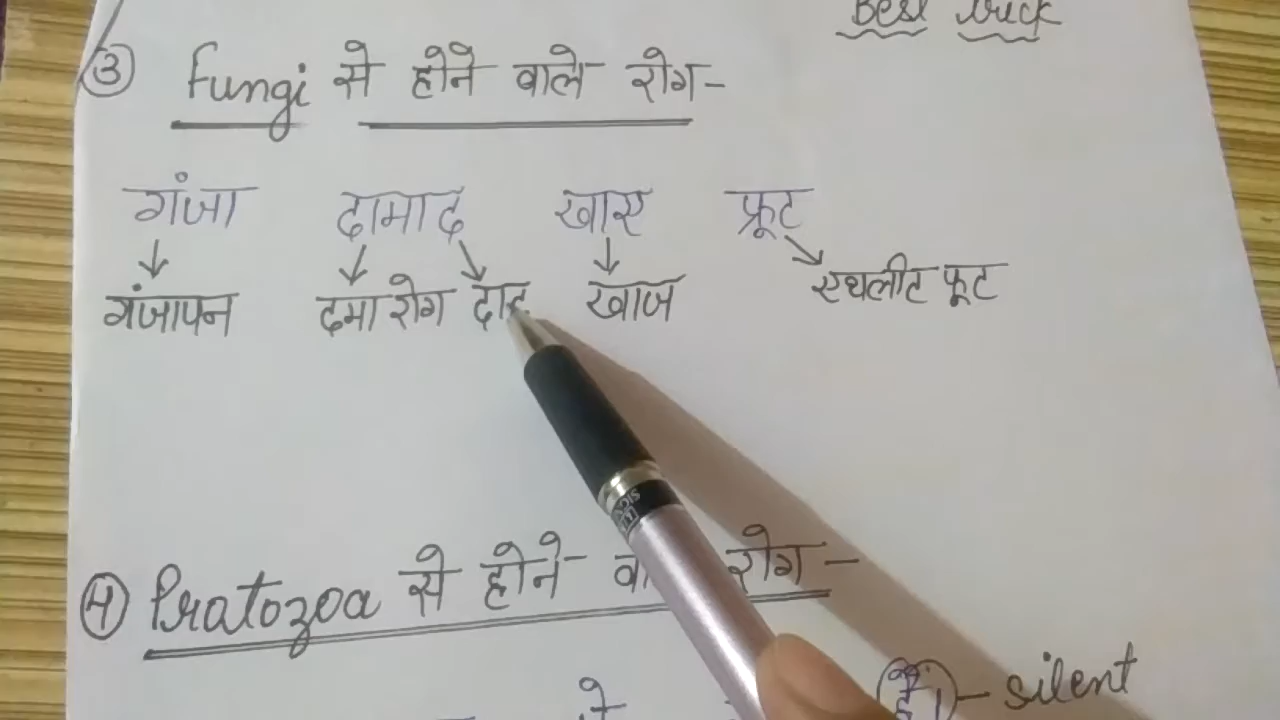 Best trick
③ Fungi से होने वाले रोग-
गंजा दामाद खाए फ्रूट
गंजापन दमा रोग दाद खाज एथलीट फूट
④ Pratozoa से होने रोग-
silent